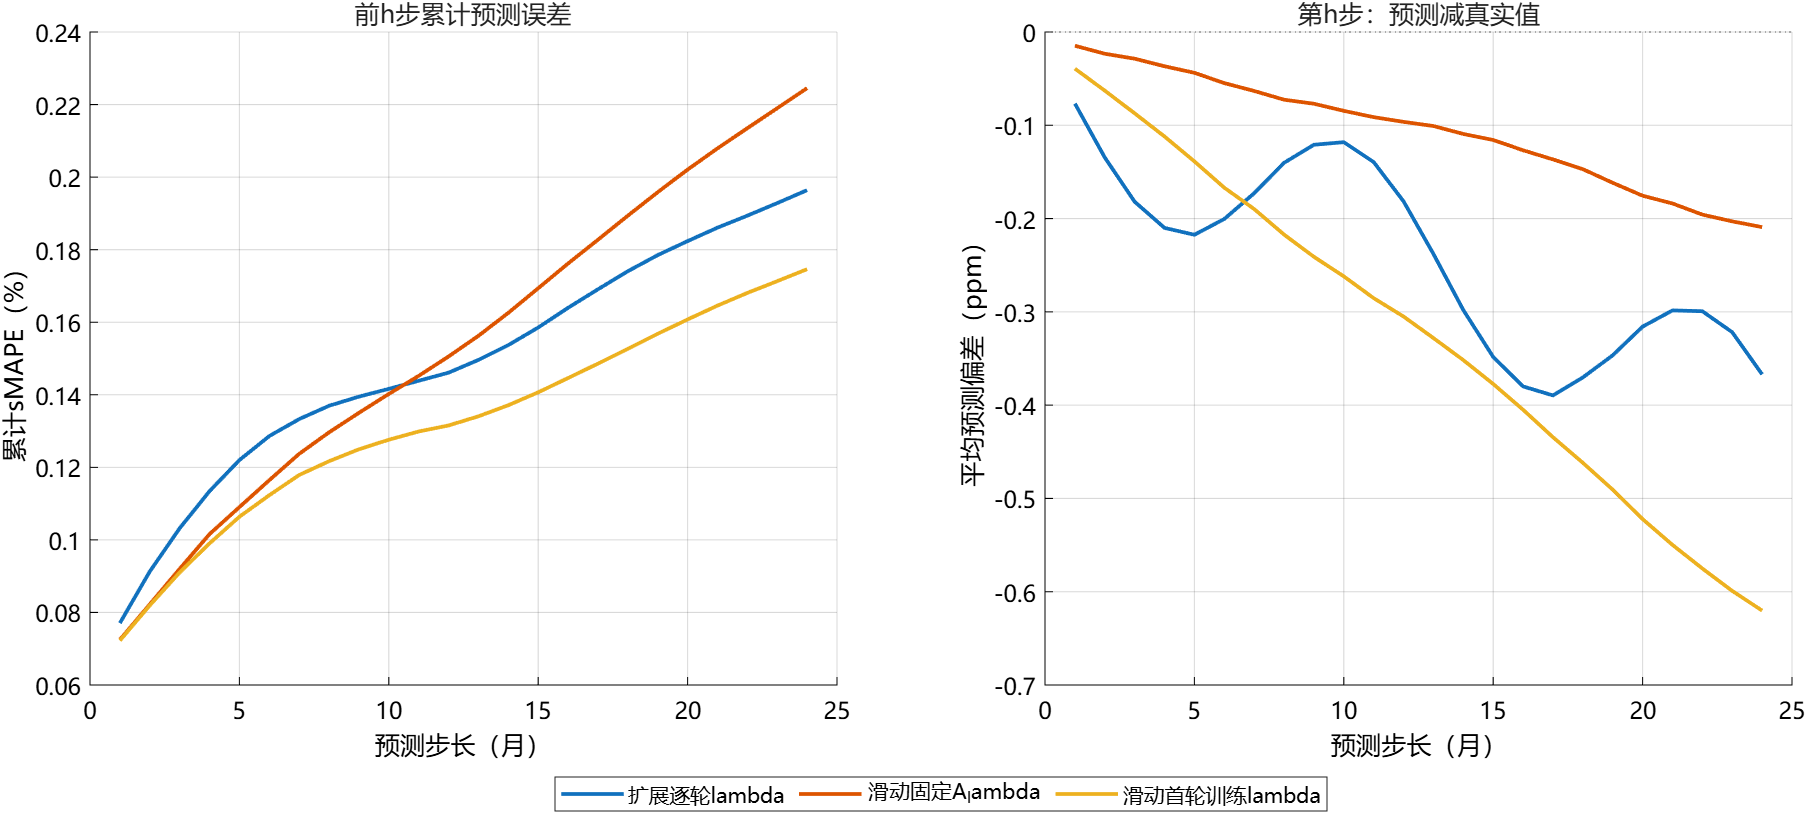 前h步累计预测误差
0.24
0.22
0.2
0.18
0.16
0.14
0.12
0.1
0.08
0.06
累计sMAPE（%）
0 5 10 15 20 25
预测步长（月）
第h步：预测减真实值
0
-0.1
-0.2
-0.3
-0.4
-0.5
-0.6
-0.7
平均预测偏差（ppm）
0 5 10 15 20 25
预测步长（月）
扩展逐轮lambda 滑动固定Alambda 滑动首轮训练lambda